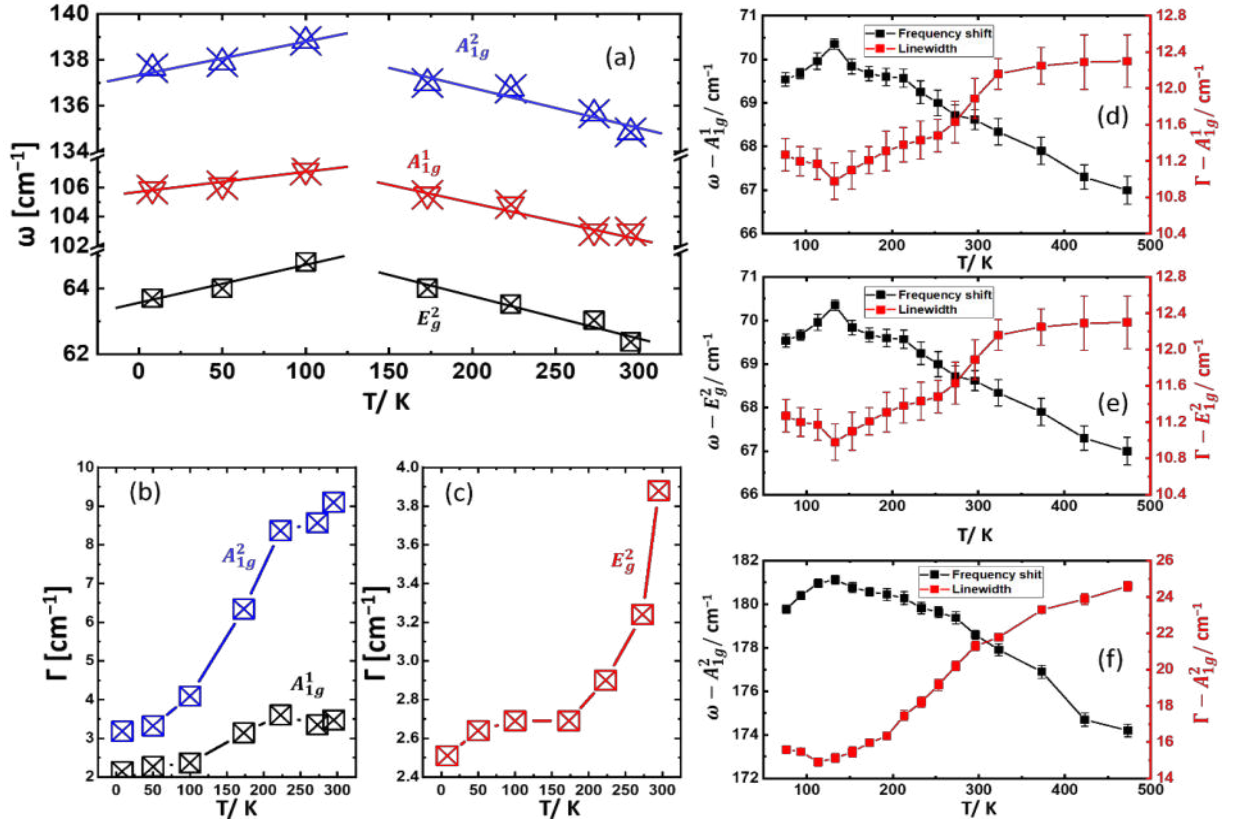 (a)
A²₁g
A¹₁g
E²g
ω [cm⁻¹]
140
138
136
134
106
104
102
64
62
0 50 100 150 200 250 300
T/ K
(b)
A²₁g
A¹₁g
Γ [cm⁻¹]
10
9
8
7
6
5
4
3
2
0 50 100 150 200 250 300
T/ K
(c)
E²g
Γ [cm⁻¹]
4.0
3.8
3.6
3.4
3.2
3.0
2.8
2.6
2.4
0 50 100 150 200 250 300
T/ K
Frequency shift
Linewidth
(d)
ω − A¹₁g/ cm⁻¹
71
70
69
68
67
66
Γ − A¹₁g/ cm⁻¹
12.8
12.4
12.0
11.6
11.2
10.8
10.4
100 200 300 400 500
T/ K
Frequency shift
Linewidth
(e)
ω − E²g/ cm⁻¹
71
70
69
68
67
66
Γ − E²₁g/ cm⁻¹
12.8
12.4
12.0
11.6
11.2
10.8
10.4
100 200 300 400 500
T/ K
Frequency shit
Linewidth
(f)
ω − A²₁g/ cm⁻¹
182
180
178
176
174
172
Γ − A²₁g/ cm⁻¹
26
24
22
20
18
16
14
100 200 300 400 500
T/ K